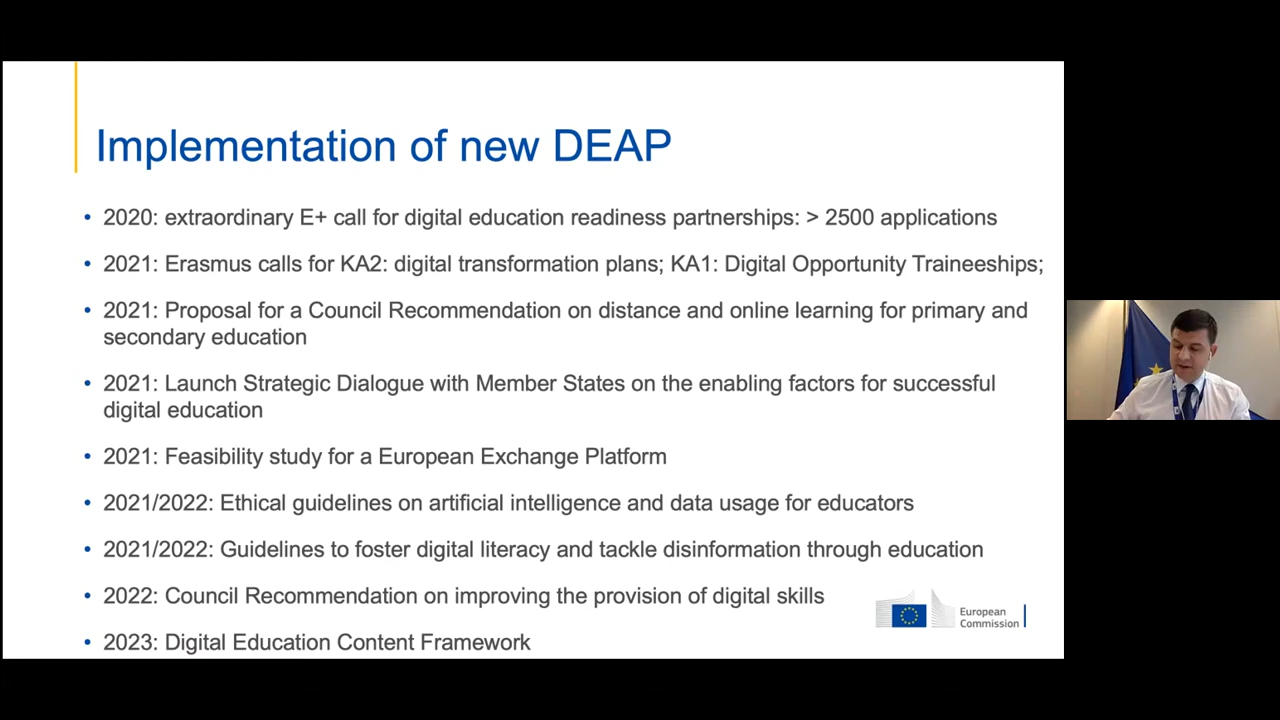 Implementation of new DEAP
• 2020: extraordinary E+ call for digital education readiness partnerships: > 2500 applications
• 2021: Erasmus calls for KA2: digital transformation plans; KA1: Digital Opportunity Traineeships;
• 2021: Proposal for a Council Recommendation on distance and online learning for primary and
secondary education
• 2021: Launch Strategic Dialogue with Member States on the enabling factors for successful
digital education
• 2021: Feasibility study for a European Exchange Platform
• 2021/2022: Ethical guidelines on artificial intelligence and data usage for educators
• 2021/2022: Guidelines to foster digital literacy and tackle disinformation through education
• 2022: Council Recommendation on improving the provision of digital skills
• 2023: Digital Education Content Framework
European
Commission